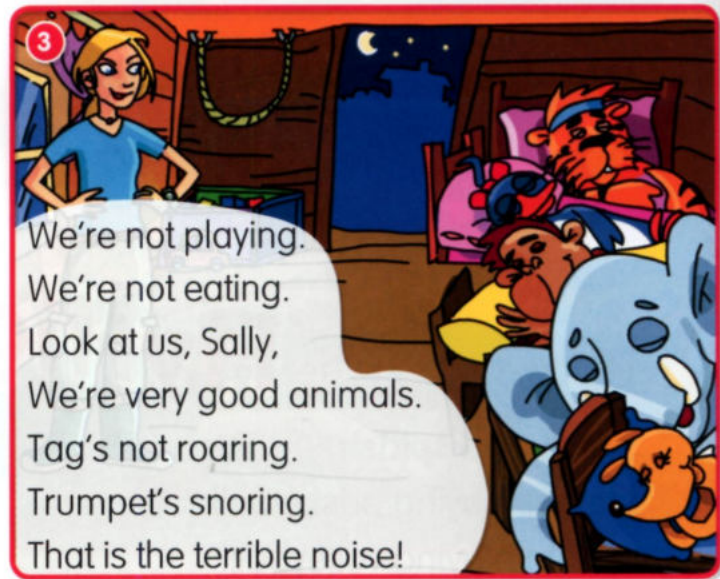 3
We're not playing.
We're not eating.
Look at us, Sally,
We're very good animals.
Tag's not roaring.
Trumpet's snoring.
That is the terrible noise!